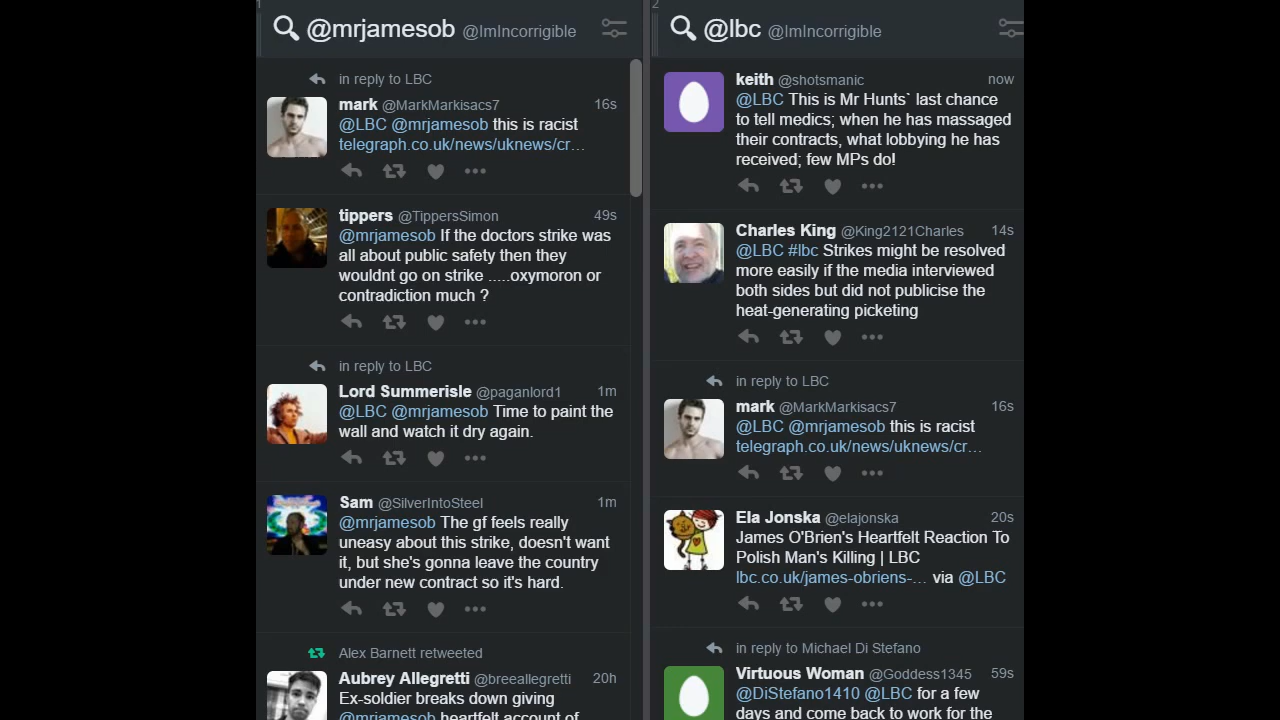 1
@mrjamesob @ImIncorrigible
in reply to LBC
mark @MarkMarkisacs7 16s
@LBC @mrjamesob this is racist
telegraph.co.uk/news/uknews/cr…
tippers @TippersSimon 49s
@mrjamesob If the doctors strike was
all about public safety then they
wouldnt go on strike .....oxymoron or
contradiction much ?
in reply to LBC
Lord Summerisle @paganlord1 1m
@LBC @mrjamesob Time to paint the
wall and watch it dry again.
Sam @SilverIntoSteel 1m
@mrjamesob The gf feels really
uneasy about this strike, doesn't want
it, but she's gonna leave the country
under new contract so it's hard.
Alex Barnett retweeted
Aubrey Allegretti @breeallegretti 20h
Ex-soldier breaks down giving
@mrjamesob heartfelt account of
2
@lbc @ImIncorrigible
keith @shotsmanic now
@LBC This is Mr Hunts` last chance
to tell medics; when he has massaged
their contracts, what lobbying he has
received; few MPs do!
Charles King @King2121Charles 14s
@LBC #lbc Strikes might be resolved
more easily if the media interviewed
both sides but did not publicise the
heat-generating picketing
in reply to LBC
mark @MarkMarkisacs7 16s
@LBC @mrjamesob this is racist
telegraph.co.uk/news/uknews/cr…
Ela Jonska @elajonska 20s
James O'Brien's Heartfelt Reaction To
Polish Man's Killing | LBC
lbc.co.uk/james-obriens-… via @LBC
in reply to Michael Di Stefano
Virtuous Woman @Goddess1345 59s
@DiStefano1410 @LBC for a few
days and come back to work for the